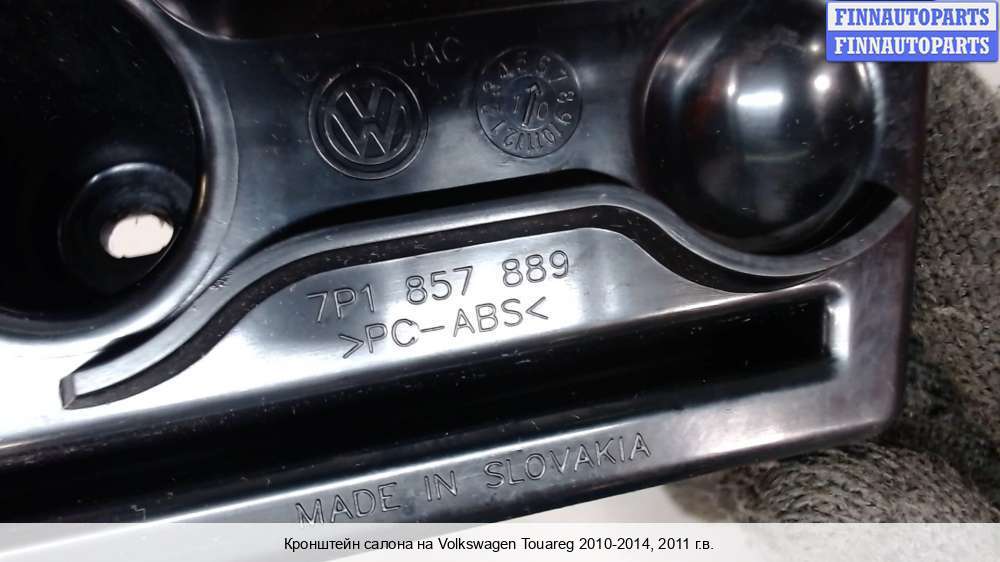 FINNAUTOPARTS
FINNAUTOPARTS
JAC
VW
7P1 857 889
>PC-ABS<
MADE IN SLOVAKIA
Кронштейн салона на Volkswagen Touareg 2010-2014, 2011 г.в.